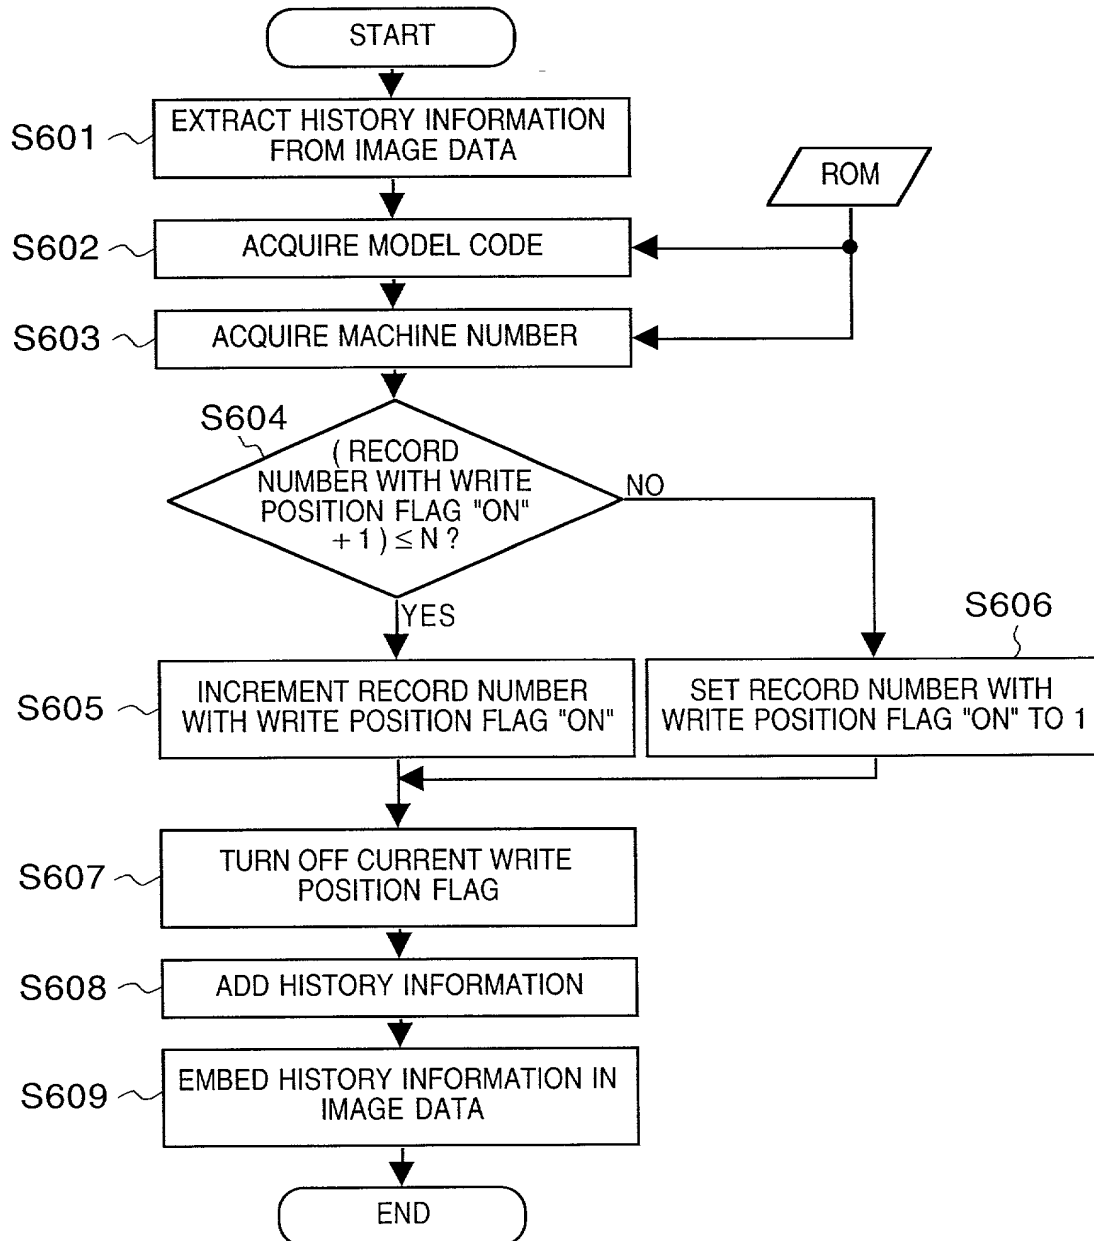 START
S601
EXTRACT HISTORY INFORMATION
FROM IMAGE DATA
ROM
S602
ACQUIRE MODEL CODE
S603
ACQUIRE MACHINE NUMBER
S604
(RECORD
NUMBER WITH WRITE
POSITION FLAG "ON"
+1) ≤ N ?
NO
YES
S605
INCREMENT RECORD NUMBER
WITH WRITE POSITION FLAG "ON"
S606
SET RECORD NUMBER WITH
WRITE POSITION FLAG "ON" TO 1
S607
TURN OFF CURRENT WRITE
POSITION FLAG
S608
ADD HISTORY INFORMATION
S609
EMBED HISTORY INFORMATION IN
IMAGE DATA
END